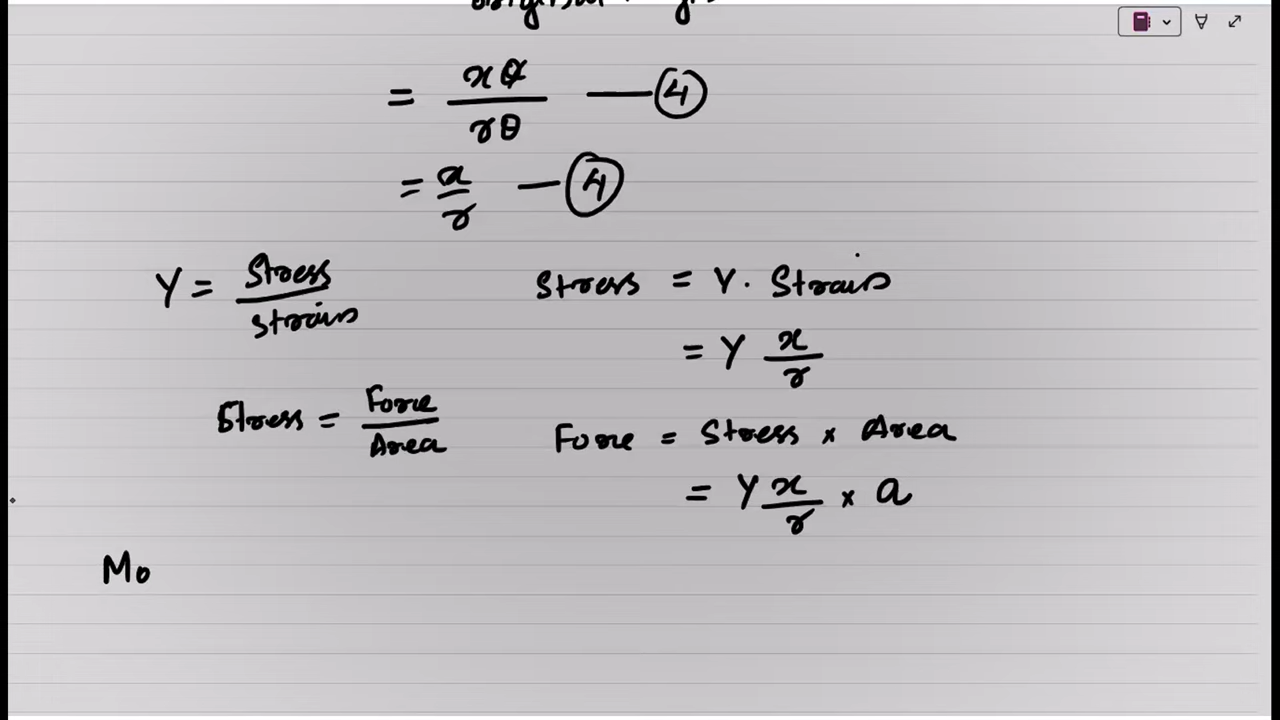 = xθ / rθ — 4
= x / r — 4
Y = Stress / Strain
Stress = Y . Strain
= Y x / r
Stress = Force / Area
Force = Stress × Area
= Y x / r × a
Mo